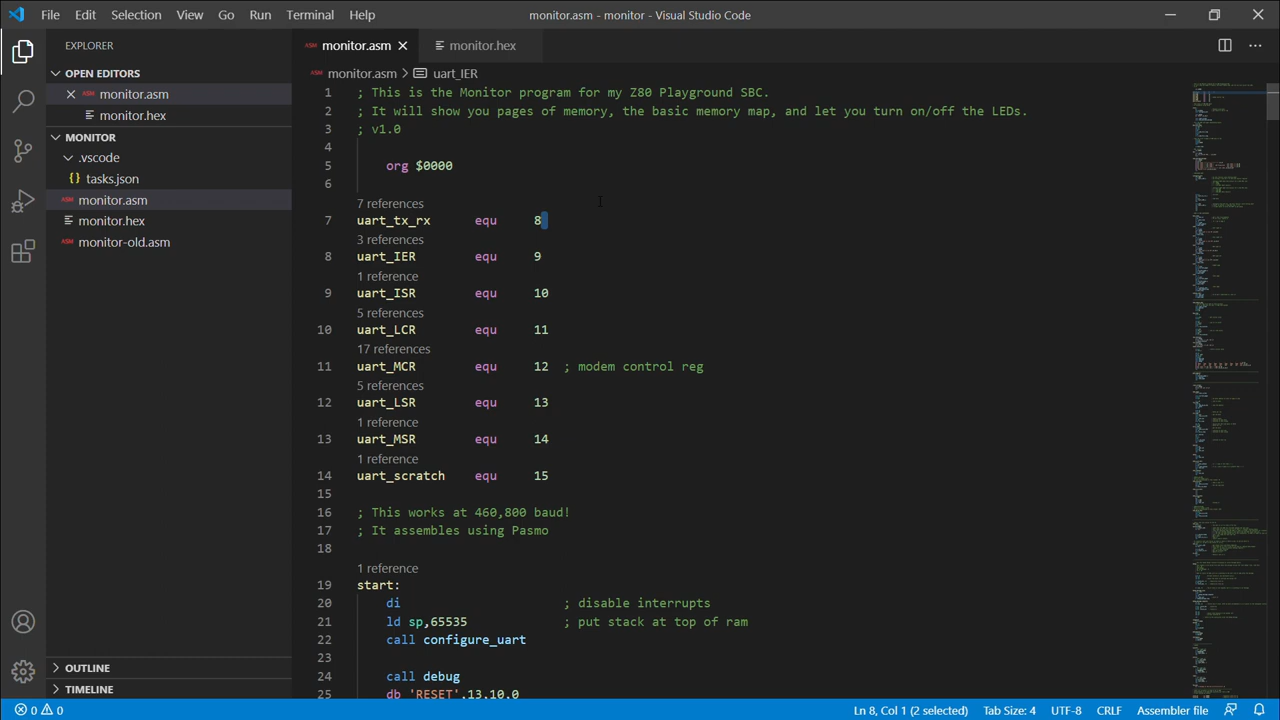 File Edit Selection View Go Run Terminal Help
monitor.asm - monitor - Visual Studio Code
EXPLORER
OPEN EDITORS
ASM monitor.asm
monitor.hex
MONITOR
.vscode
{} tasks.json
ASM monitor.asm
monitor.hex
monitor-old.asm
OUTLINE
TIMELINE
ASM monitor.asm
monitor.hex
monitor.asm > uart_IER
1 ; This is the Monitor program for my Z80 Playground SBC.
2 ; It will show you pages of memory, the basic memory map, and let you turn on/off the LEDs.
3 ; v1.0
4
5 org $0000
6
7 references
7 uart_tx_rx equ 8
3 references
8 uart_IER equ 9
1 reference
9 uart_ISR equ 10
5 references
10 uart_LCR equ 11
17 references
11 uart_MCR equ 12 ; modem control reg
5 references
12 uart_LSR equ 13
1 reference
13 uart_MSR equ 14
1 reference
14 uart_scratch equ 15
15
16 ; This works at 460,800 baud!
17 ; It assembles using Pasmo
18
1 reference
19 start:
20 di ; disable interrupts
21 ld sp,65535 ; put stack at top of ram
22 call configure_uart
23
24 call debug
25 db 'RESET',13,10,0
0 0
Ln 8, Col 1 (2 selected) Tab Size: 4 UTF-8 CRLF Assembler file